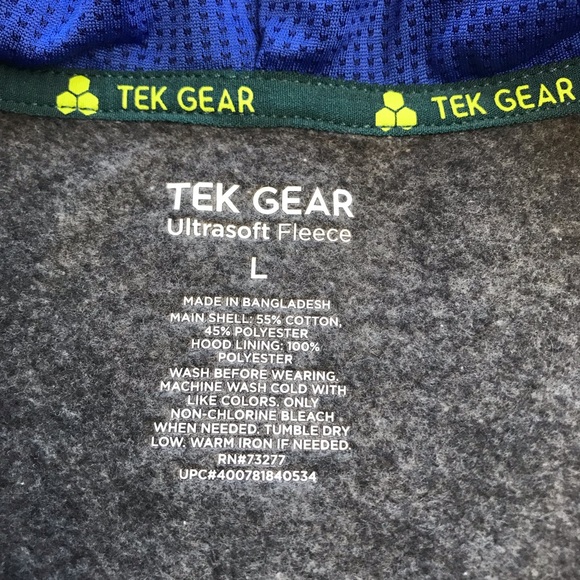 TEK GEAR TEK GEAR
TEK GEAR
Ultrasoft Fleece
L
MADE IN BANGLADESH
MAIN SHELL: 55% COTTON,
45% POLYESTER
HOOD LINING: 100%
POLYESTER
WASH BEFORE WEARING.
MACHINE WASH COLD WITH
LIKE COLORS. ONLY
NON-CHLORINE BLEACH
WHEN NEEDED. TUMBLE DRY
LOW, WARM IRON IF NEEDED.
RN#73277
UPC#400781840534